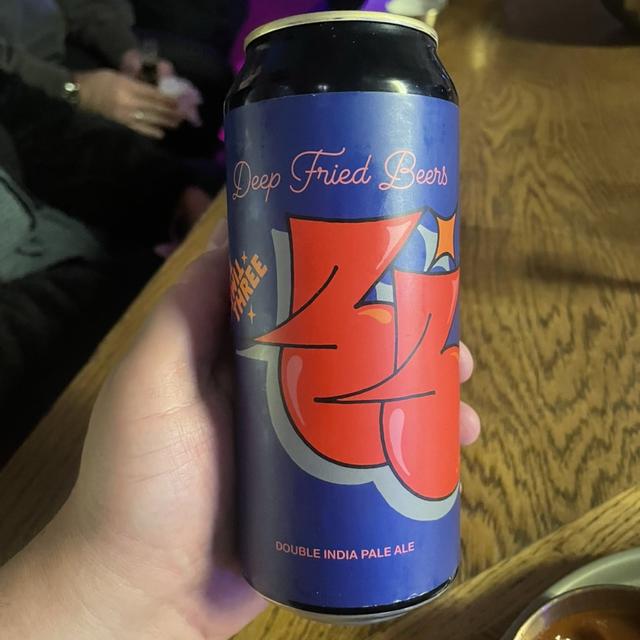 Deep Fried Beers
THREE
DOUBLE INDIA PALE ALE